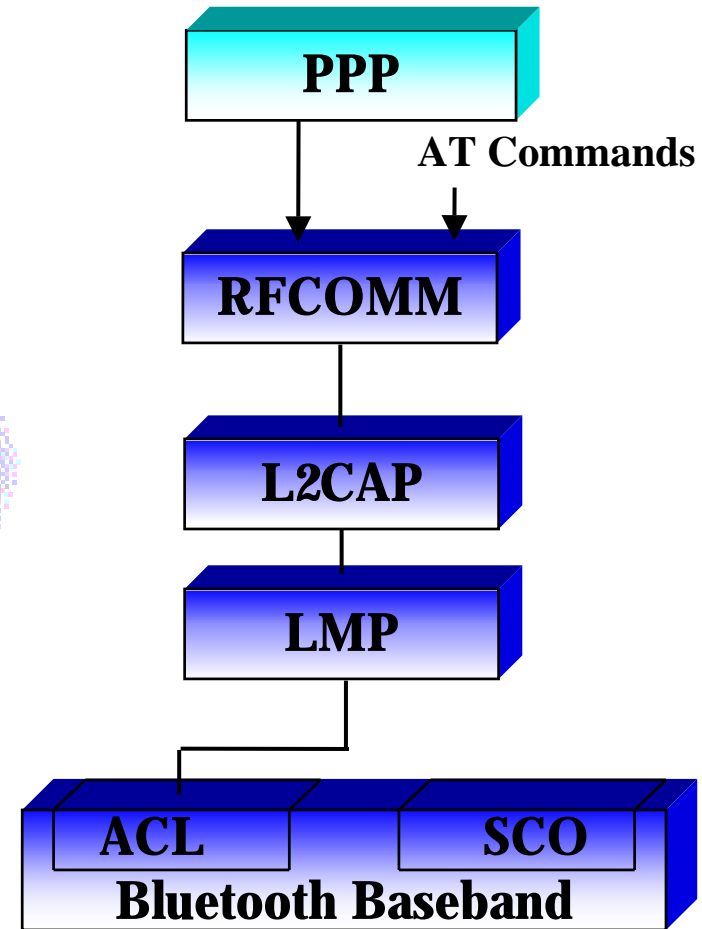 PPP
AT Commands
RFCOMM
L2CAP
LMP
ACL
SCO
Bluetooth Baseband